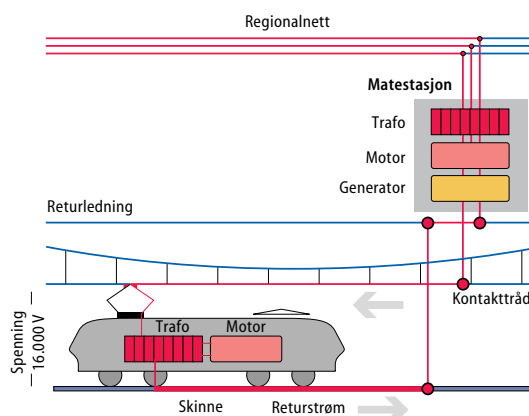 Regionalnett
Matestasjon
Trafo
Motor
Generator
Returledning
Kontakttråd
Spenning
16.000 V
Trafo
Motor
Skinne
Returstrøm